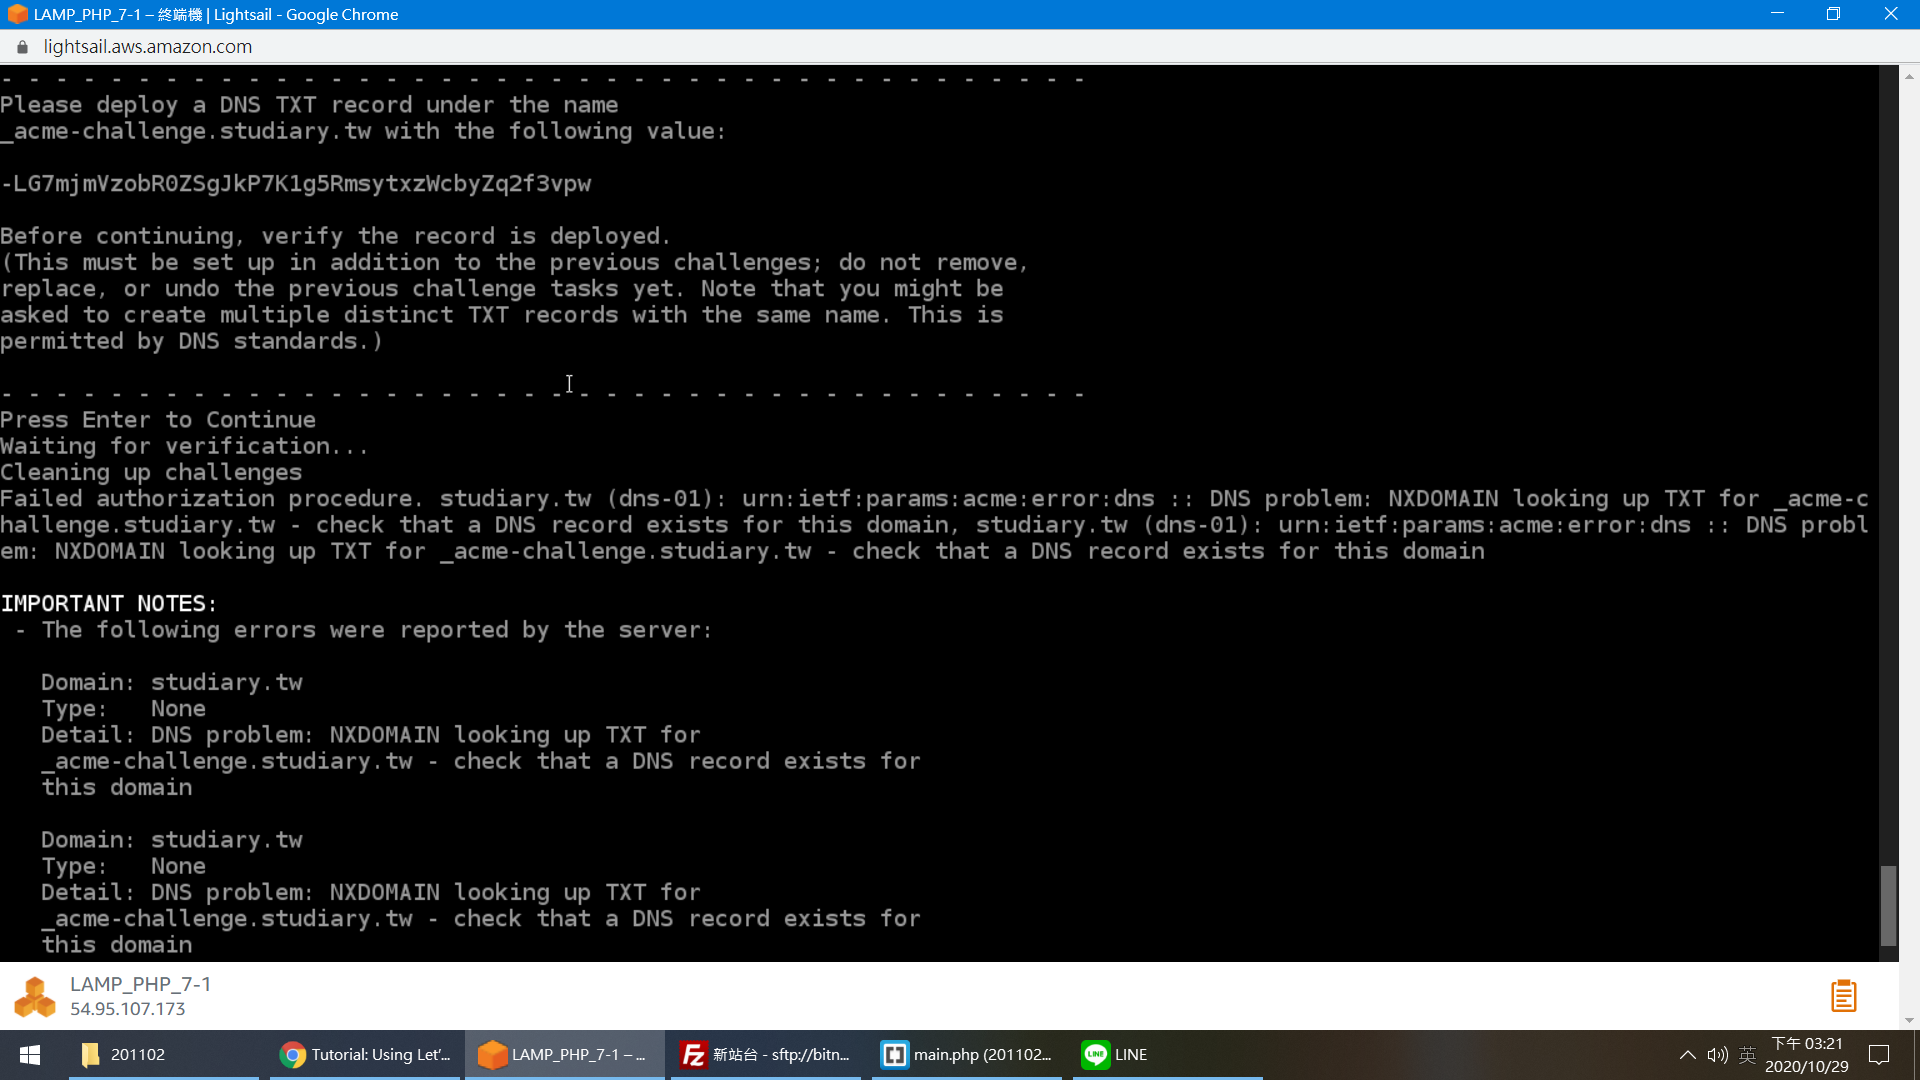 LAMP_PHP_7-1 – 終端機 | Lightsail - Google Chrome
lightsail.aws.amazon.com
- - - - - - - - - - - - - - - - - - - - - - - - - - - - - - - - - - - - - - - -
Please deploy a DNS TXT record under the name
_acme-challenge.studiary.tw with the following value:
-LG7mjmVzobR0ZSgJkP7K1g5RmsytxzWcbyZq2f3vpw
Before continuing, verify the record is deployed.
(This must be set up in addition to the previous challenges; do not remove,
replace, or undo the previous challenge tasks yet. Note that you might be
asked to create multiple distinct TXT records with the same name. This is
permitted by DNS standards.)
- - - - - - - - - - - - - - - - - - - - - - - - - - - - - - - - - - - - - - - -
Press Enter to Continue
Waiting for verification...
Cleaning up challenges
Failed authorization procedure. studiary.tw (dns-01): urn:ietf:params:acme:error:dns :: DNS problem: NXDOMAIN looking up TXT for _acme-c
hallenge.studiary.tw - check that a DNS record exists for this domain, studiary.tw (dns-01): urn:ietf:params:acme:error:dns :: DNS probl
em: NXDOMAIN looking up TXT for _acme-challenge.studiary.tw - check that a DNS record exists for this domain
IMPORTANT NOTES:
- The following errors were reported by the server:
Domain: studiary.tw
Type:   None
Detail: DNS problem: NXDOMAIN looking up TXT for
_acme-challenge.studiary.tw - check that a DNS record exists for
this domain
Domain: studiary.tw
Type:   None
Detail: DNS problem: NXDOMAIN looking up TXT for
_acme-challenge.studiary.tw - check that a DNS record exists for
this domain
LAMP_PHP_7-1
54.95.107.173
201102
Tutorial: Using Let'...
LAMP_PHP_7-1 – ...
新站台 - sftp://bitn...
main.php (201102...
LINE
英
下午 03:21
2020/10/29